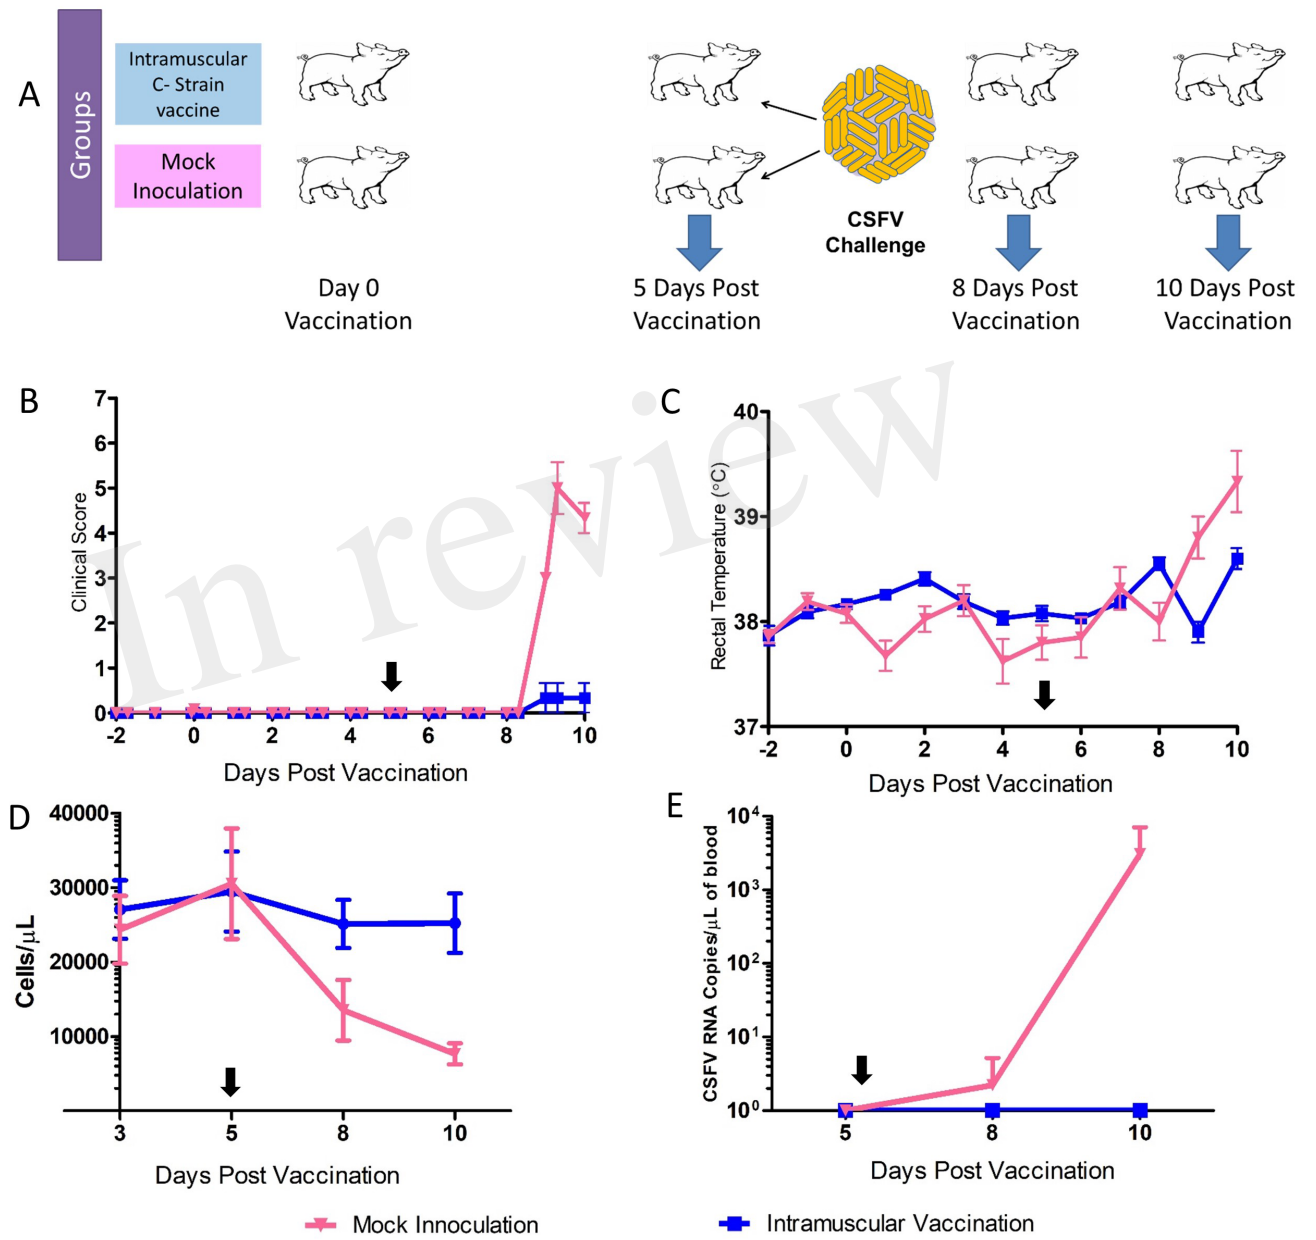 A
Groups
Intramuscular
C- Strain
vaccine
Mock
Inoculation
CSFV
Challenge
Day 0
Vaccination
5 Days Post
Vaccination
8 Days Post
Vaccination
10 Days Post
Vaccination
In review
B
Clinical Score
7
6
5
4
3
2
1
0
-2 0 2 4 6 8 10
Days Post Vaccination
C
Rectal Temperature (°C)
40
39
38
37
-2 0 2 4 6 8 10
Days Post Vaccination
D
Cells/µL
40000
30000
20000
10000
3 5 8 10
Days Post Vaccination
E
CSFV RNA Copies/µL of blood
10⁴
10³
10²
10¹
10⁰
5 8 10
Days Post Vaccination
Mock Innoculation
Intramuscular Vaccination